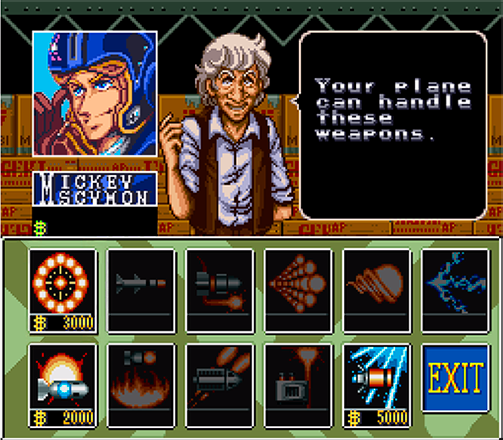 Your plane
can handle
these
weapons.
MICKEY
SCYMON
$
$ 3000
$ 2000
$ 5000
EXIT